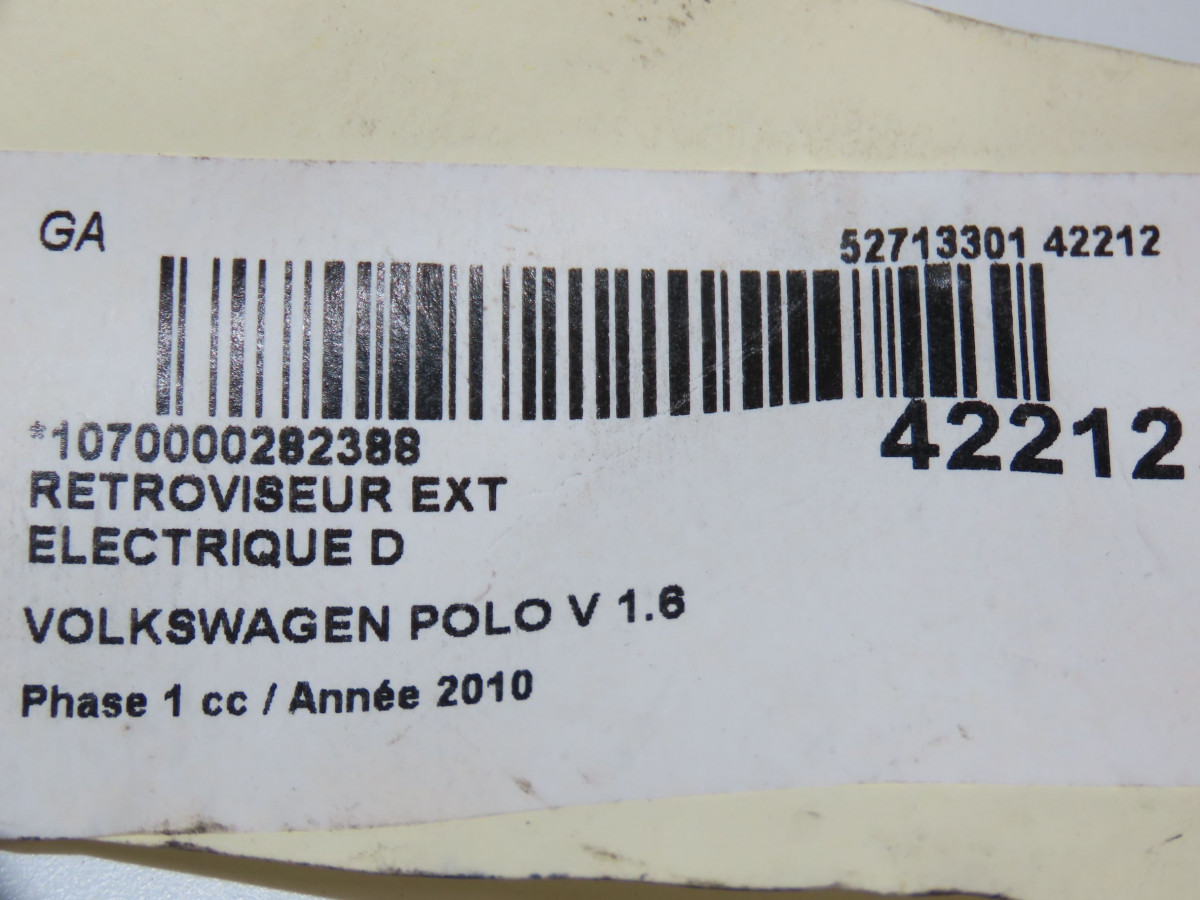 GA
52713301 42212
*1070000282388
42212
RETROVISEUR EXT
ELECTRIQUE D
VOLKSWAGEN POLO V 1.6
Phase 1 cc / Année 2010